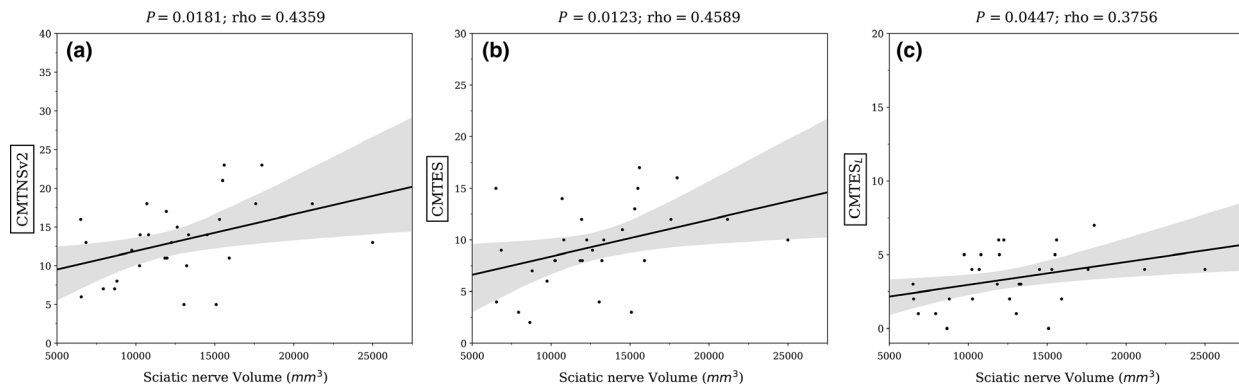 P = 0.0181; rho = 0.4359
(a)
40
35
30
25
20
15
10
5
0
CMTNSv2
5000 10000 15000 20000 25000
Sciatic nerve Volume (mm³)
P = 0.0123; rho = 0.4589
(b)
30
25
20
15
10
5
0
CMTES
5000 10000 15000 20000 25000
Sciatic nerve Volume (mm³)
P = 0.0447; rho = 0.3756
(c)
20
15
10
5
0
CMTES_L
5000 10000 15000 20000 25000
Sciatic nerve Volume (mm³)